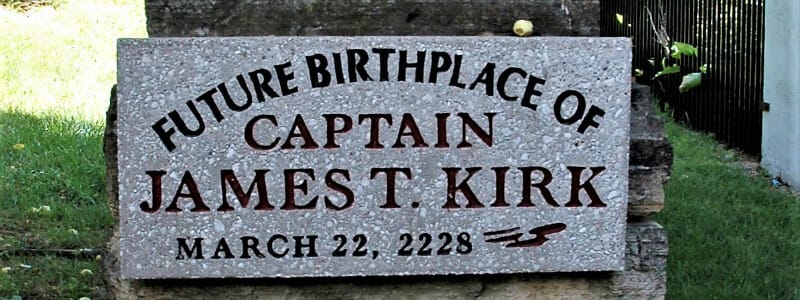 FUTURE BIRTHPLACE OF
CAPTAIN
JAMES T. KIRK
MARCH 22, 2228